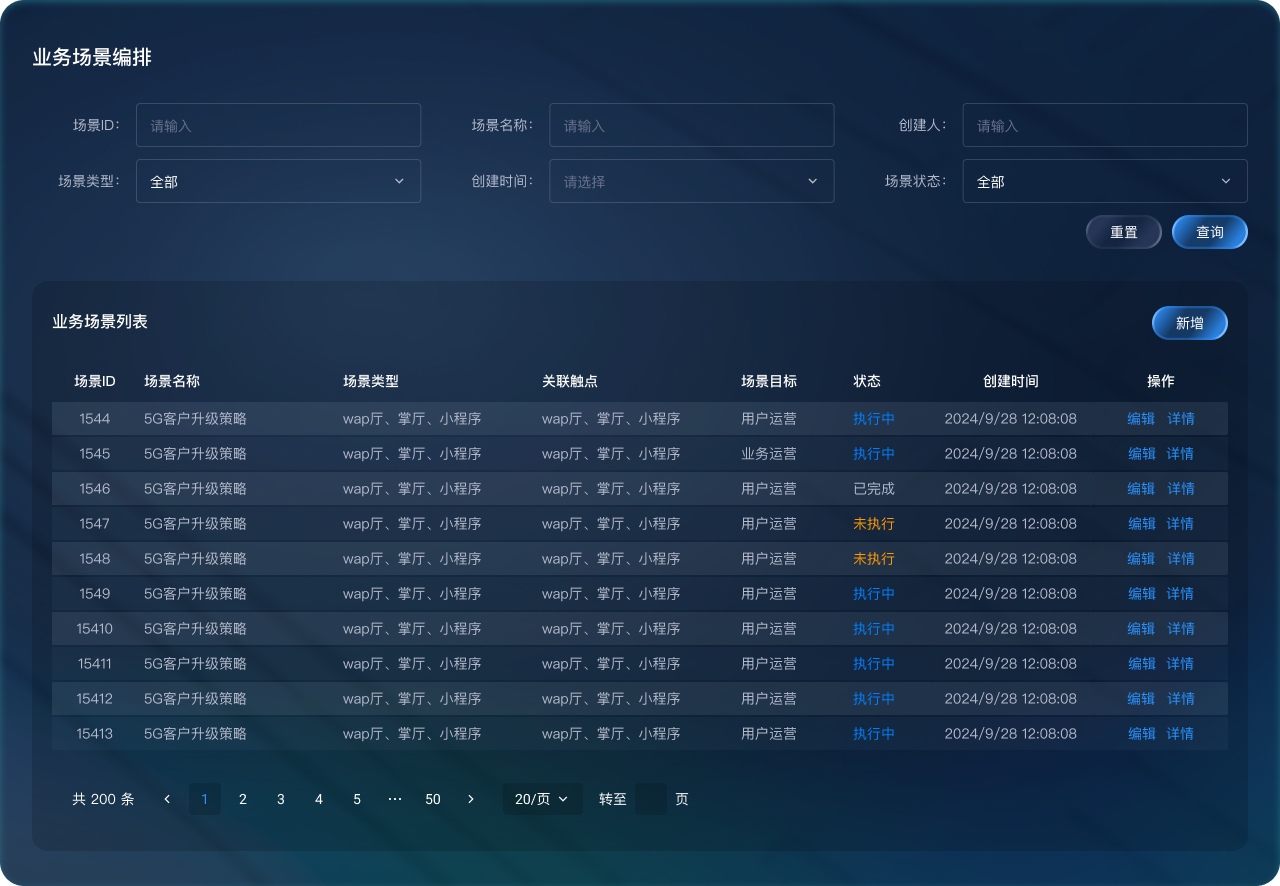 业务场景编排
场景ID： 请输入 场景名称： 请输入 创建人： 请输入
场景类型： 全部 创建时间： 请选择 场景状态： 全部
重置 查询
业务场景列表 新增
场景ID 场景名称 场景类型 关联触点 场景目标 状态 创建时间 操作
1544 5G客户升级策略 wap厅、掌厅、小程序 wap厅、掌厅、小程序 用户运营 执行中 2024/9/28 12:08:08 编辑 详情
1545 5G客户升级策略 wap厅、掌厅、小程序 wap厅、掌厅、小程序 业务运营 执行中 2024/9/28 12:08:08 编辑 详情
1546 5G客户升级策略 wap厅、掌厅、小程序 wap厅、掌厅、小程序 用户运营 已完成 2024/9/28 12:08:08 编辑 详情
1547 5G客户升级策略 wap厅、掌厅、小程序 wap厅、掌厅、小程序 用户运营 未执行 2024/9/28 12:08:08 编辑 详情
1548 5G客户升级策略 wap厅、掌厅、小程序 wap厅、掌厅、小程序 用户运营 未执行 2024/9/28 12:08:08 编辑 详情
1549 5G客户升级策略 wap厅、掌厅、小程序 wap厅、掌厅、小程序 用户运营 执行中 2024/9/28 12:08:08 编辑 详情
15410 5G客户升级策略 wap厅、掌厅、小程序 wap厅、掌厅、小程序 用户运营 执行中 2024/9/28 12:08:08 编辑 详情
15411 5G客户升级策略 wap厅、掌厅、小程序 wap厅、掌厅、小程序 用户运营 执行中 2024/9/28 12:08:08 编辑 详情
15412 5G客户升级策略 wap厅、掌厅、小程序 wap厅、掌厅、小程序 用户运营 执行中 2024/9/28 12:08:08 编辑 详情
15413 5G客户升级策略 wap厅、掌厅、小程序 wap厅、掌厅、小程序 用户运营 执行中 2024/9/28 12:08:08 编辑 详情
共 200 条 1 2 3 4 5 ··· 50 20/页 转至 页